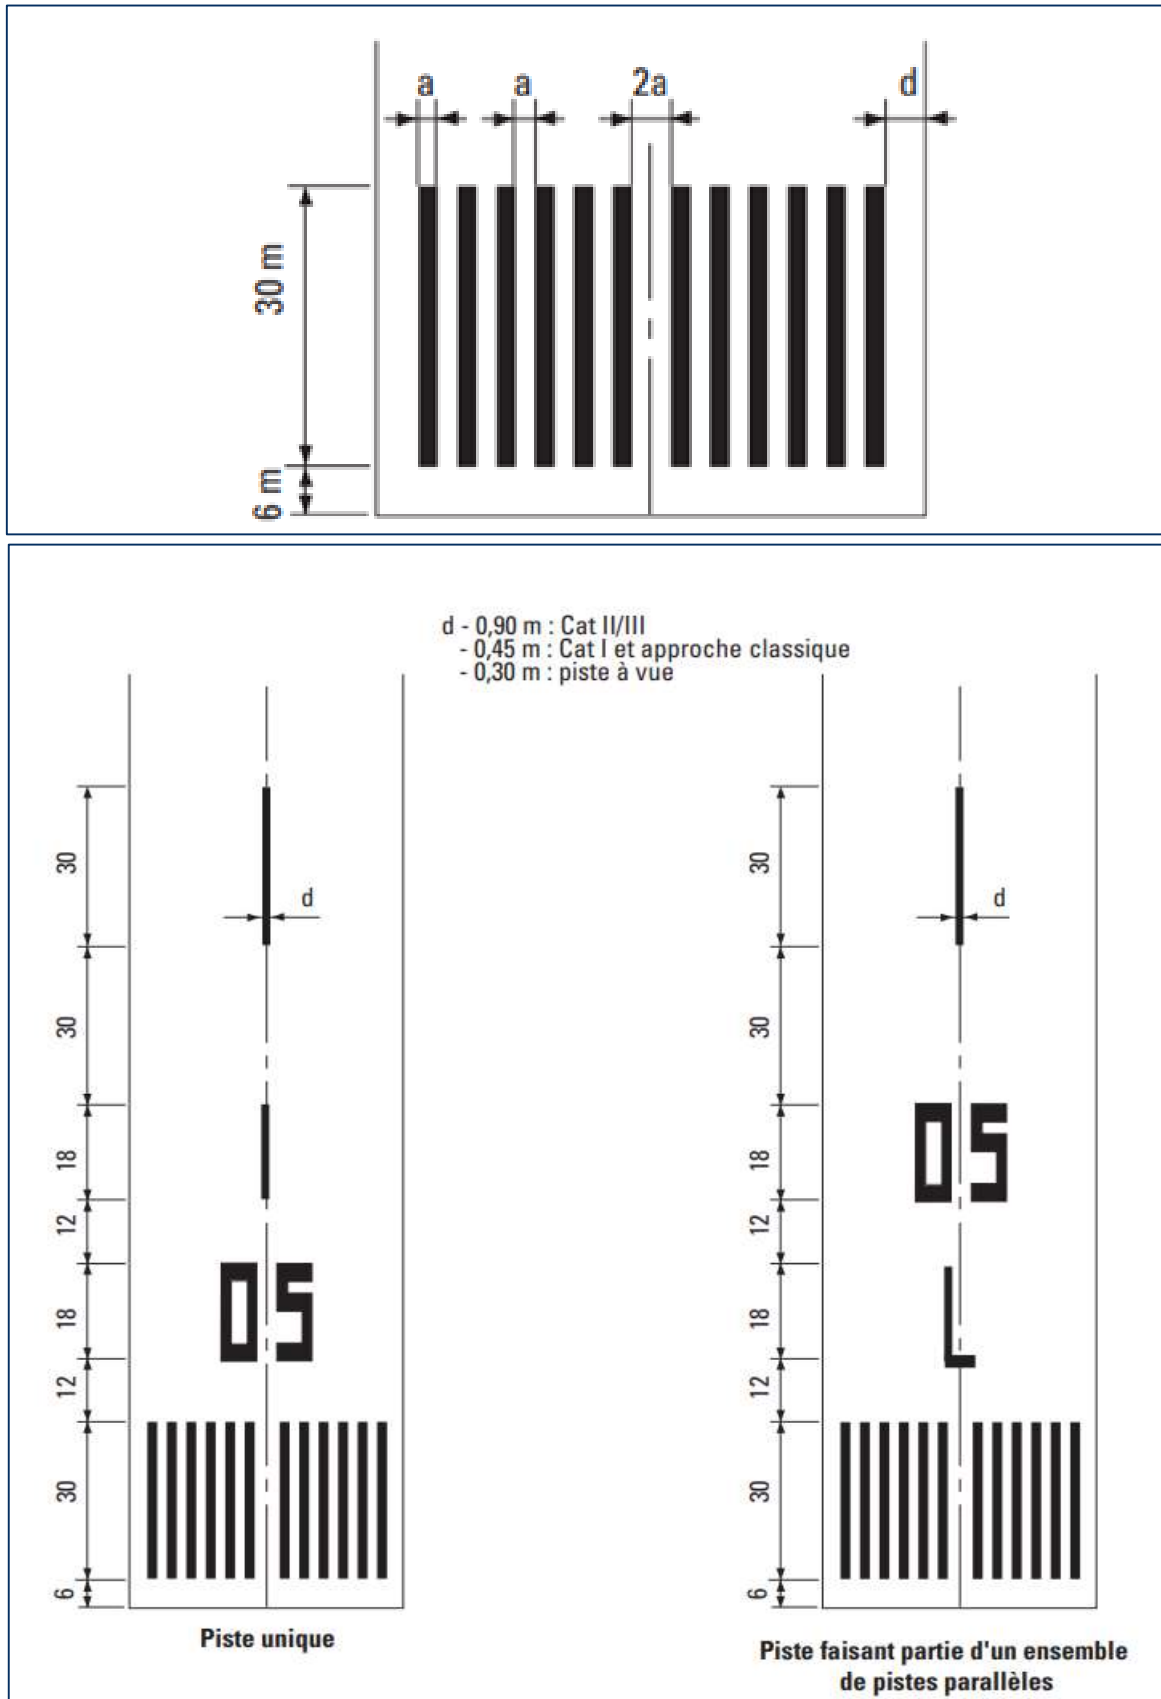 a a 2a d
30 m
6 m
d - 0,90 m : Cat II/III
- 0,45 m : Cat I et approche classique
- 0,30 m : piste à vue
30 30
d d
30 30
18 05 18
12 12
05
18 L 18
12 12
30 30
6 6
Piste unique
Piste faisant partie d'un ensemble
de pistes parallèles